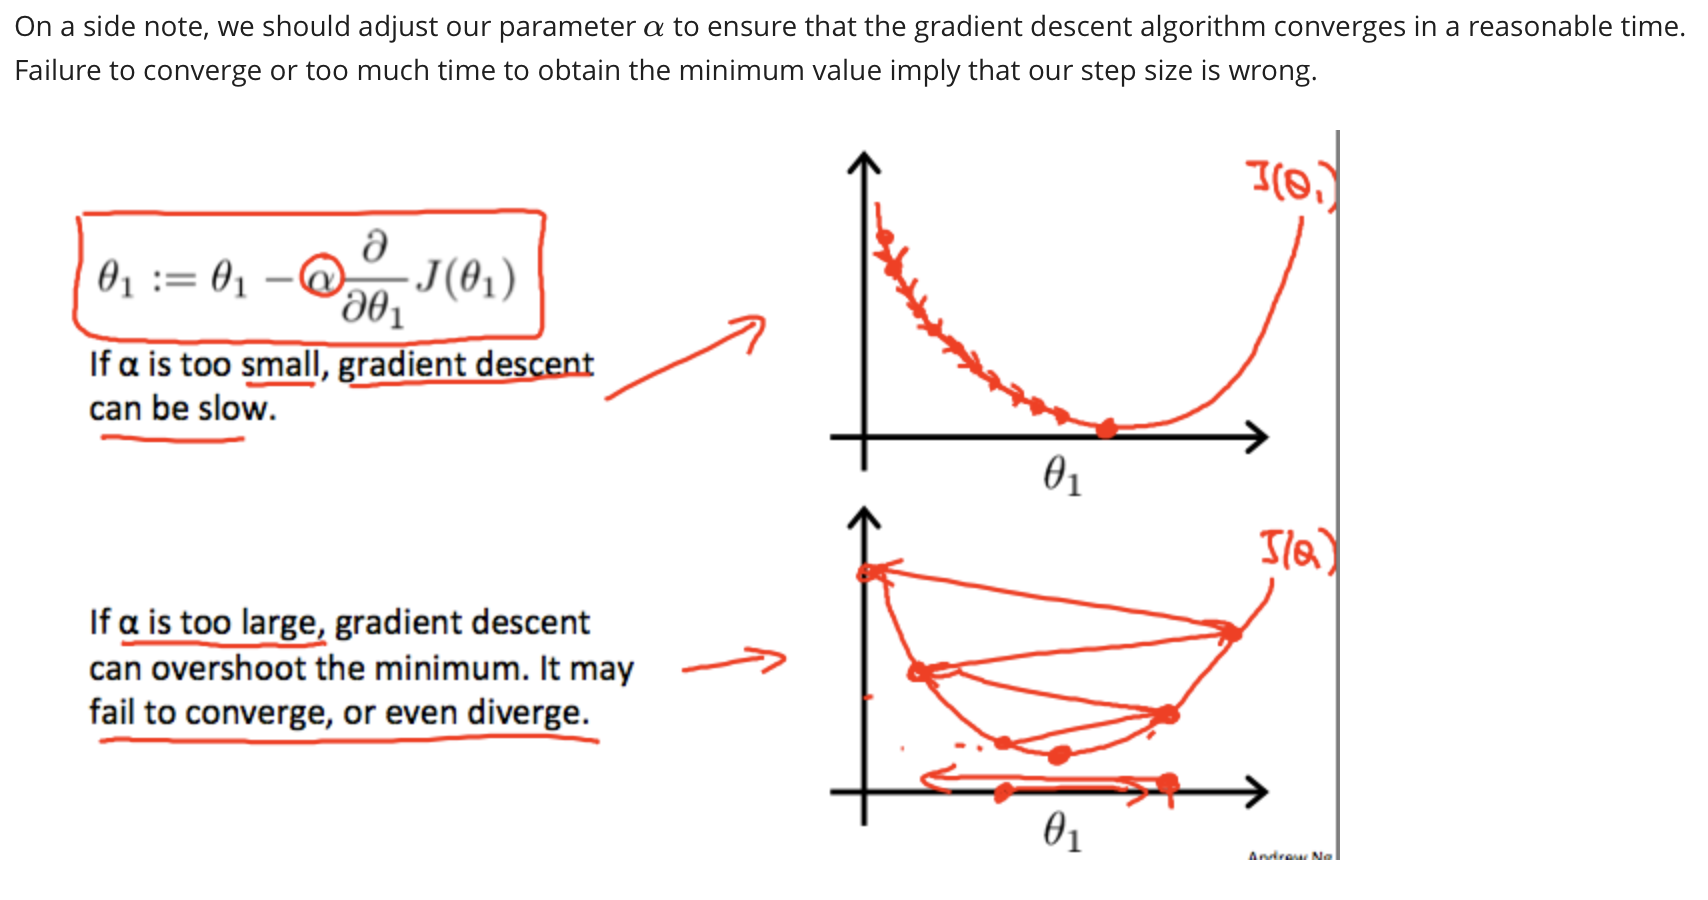 On a side note, we should adjust our parameter α to ensure that the gradient descent algorithm converges in a reasonable time.
Failure to converge or too much time to obtain the minimum value imply that our step size is wrong.
J(θ₁)
θ₁ := θ₁ − α ∂/∂θ₁ J(θ₁)
If α is too small, gradient descent
can be slow.
θ₁
J(θ₁)
If α is too large, gradient descent
can overshoot the minimum. It may
fail to converge, or even diverge.
θ₁
Andrew Ng